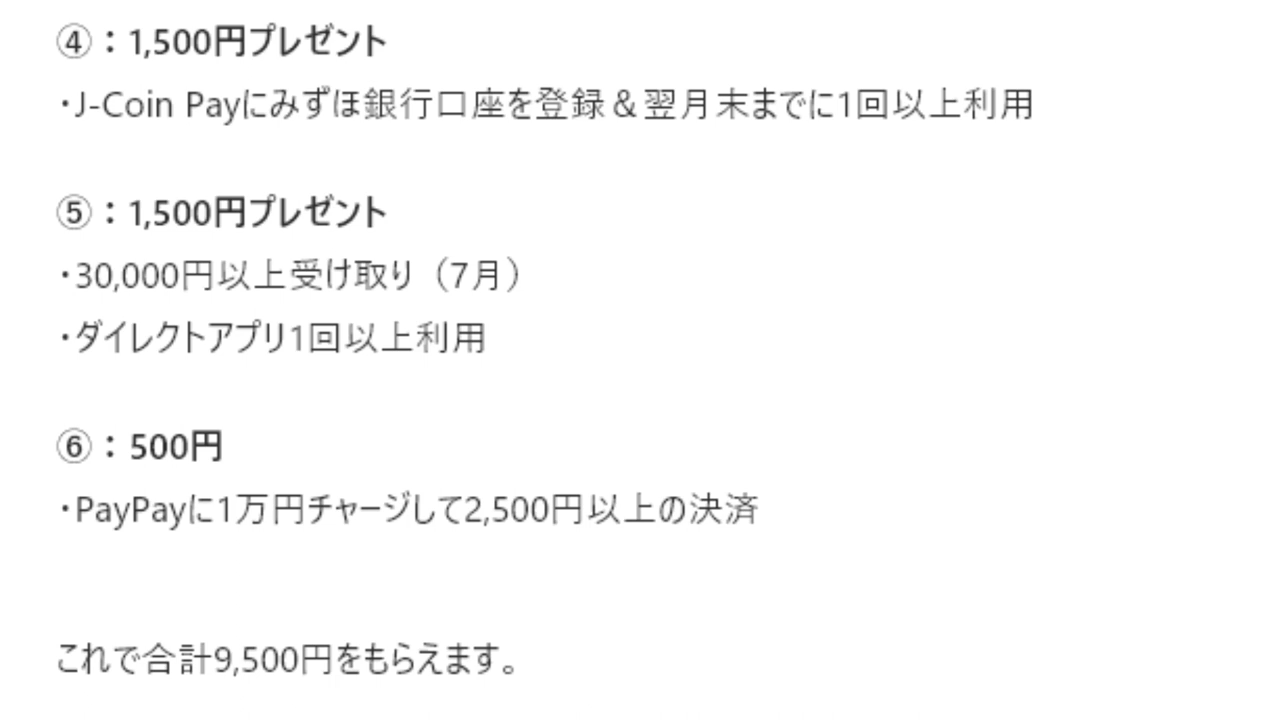 ④：1,500円プレゼント
・J-Coin Payにみずほ銀行口座を登録＆翌月末までに1回以上利用
⑤：1,500円プレゼント
・30,000円以上受け取り（7月）
・ダイレクトアプリ1回以上利用
⑥：500円
・PayPayに1万円チャージして2,500円以上の決済
これで合計9,500円をもらえます。